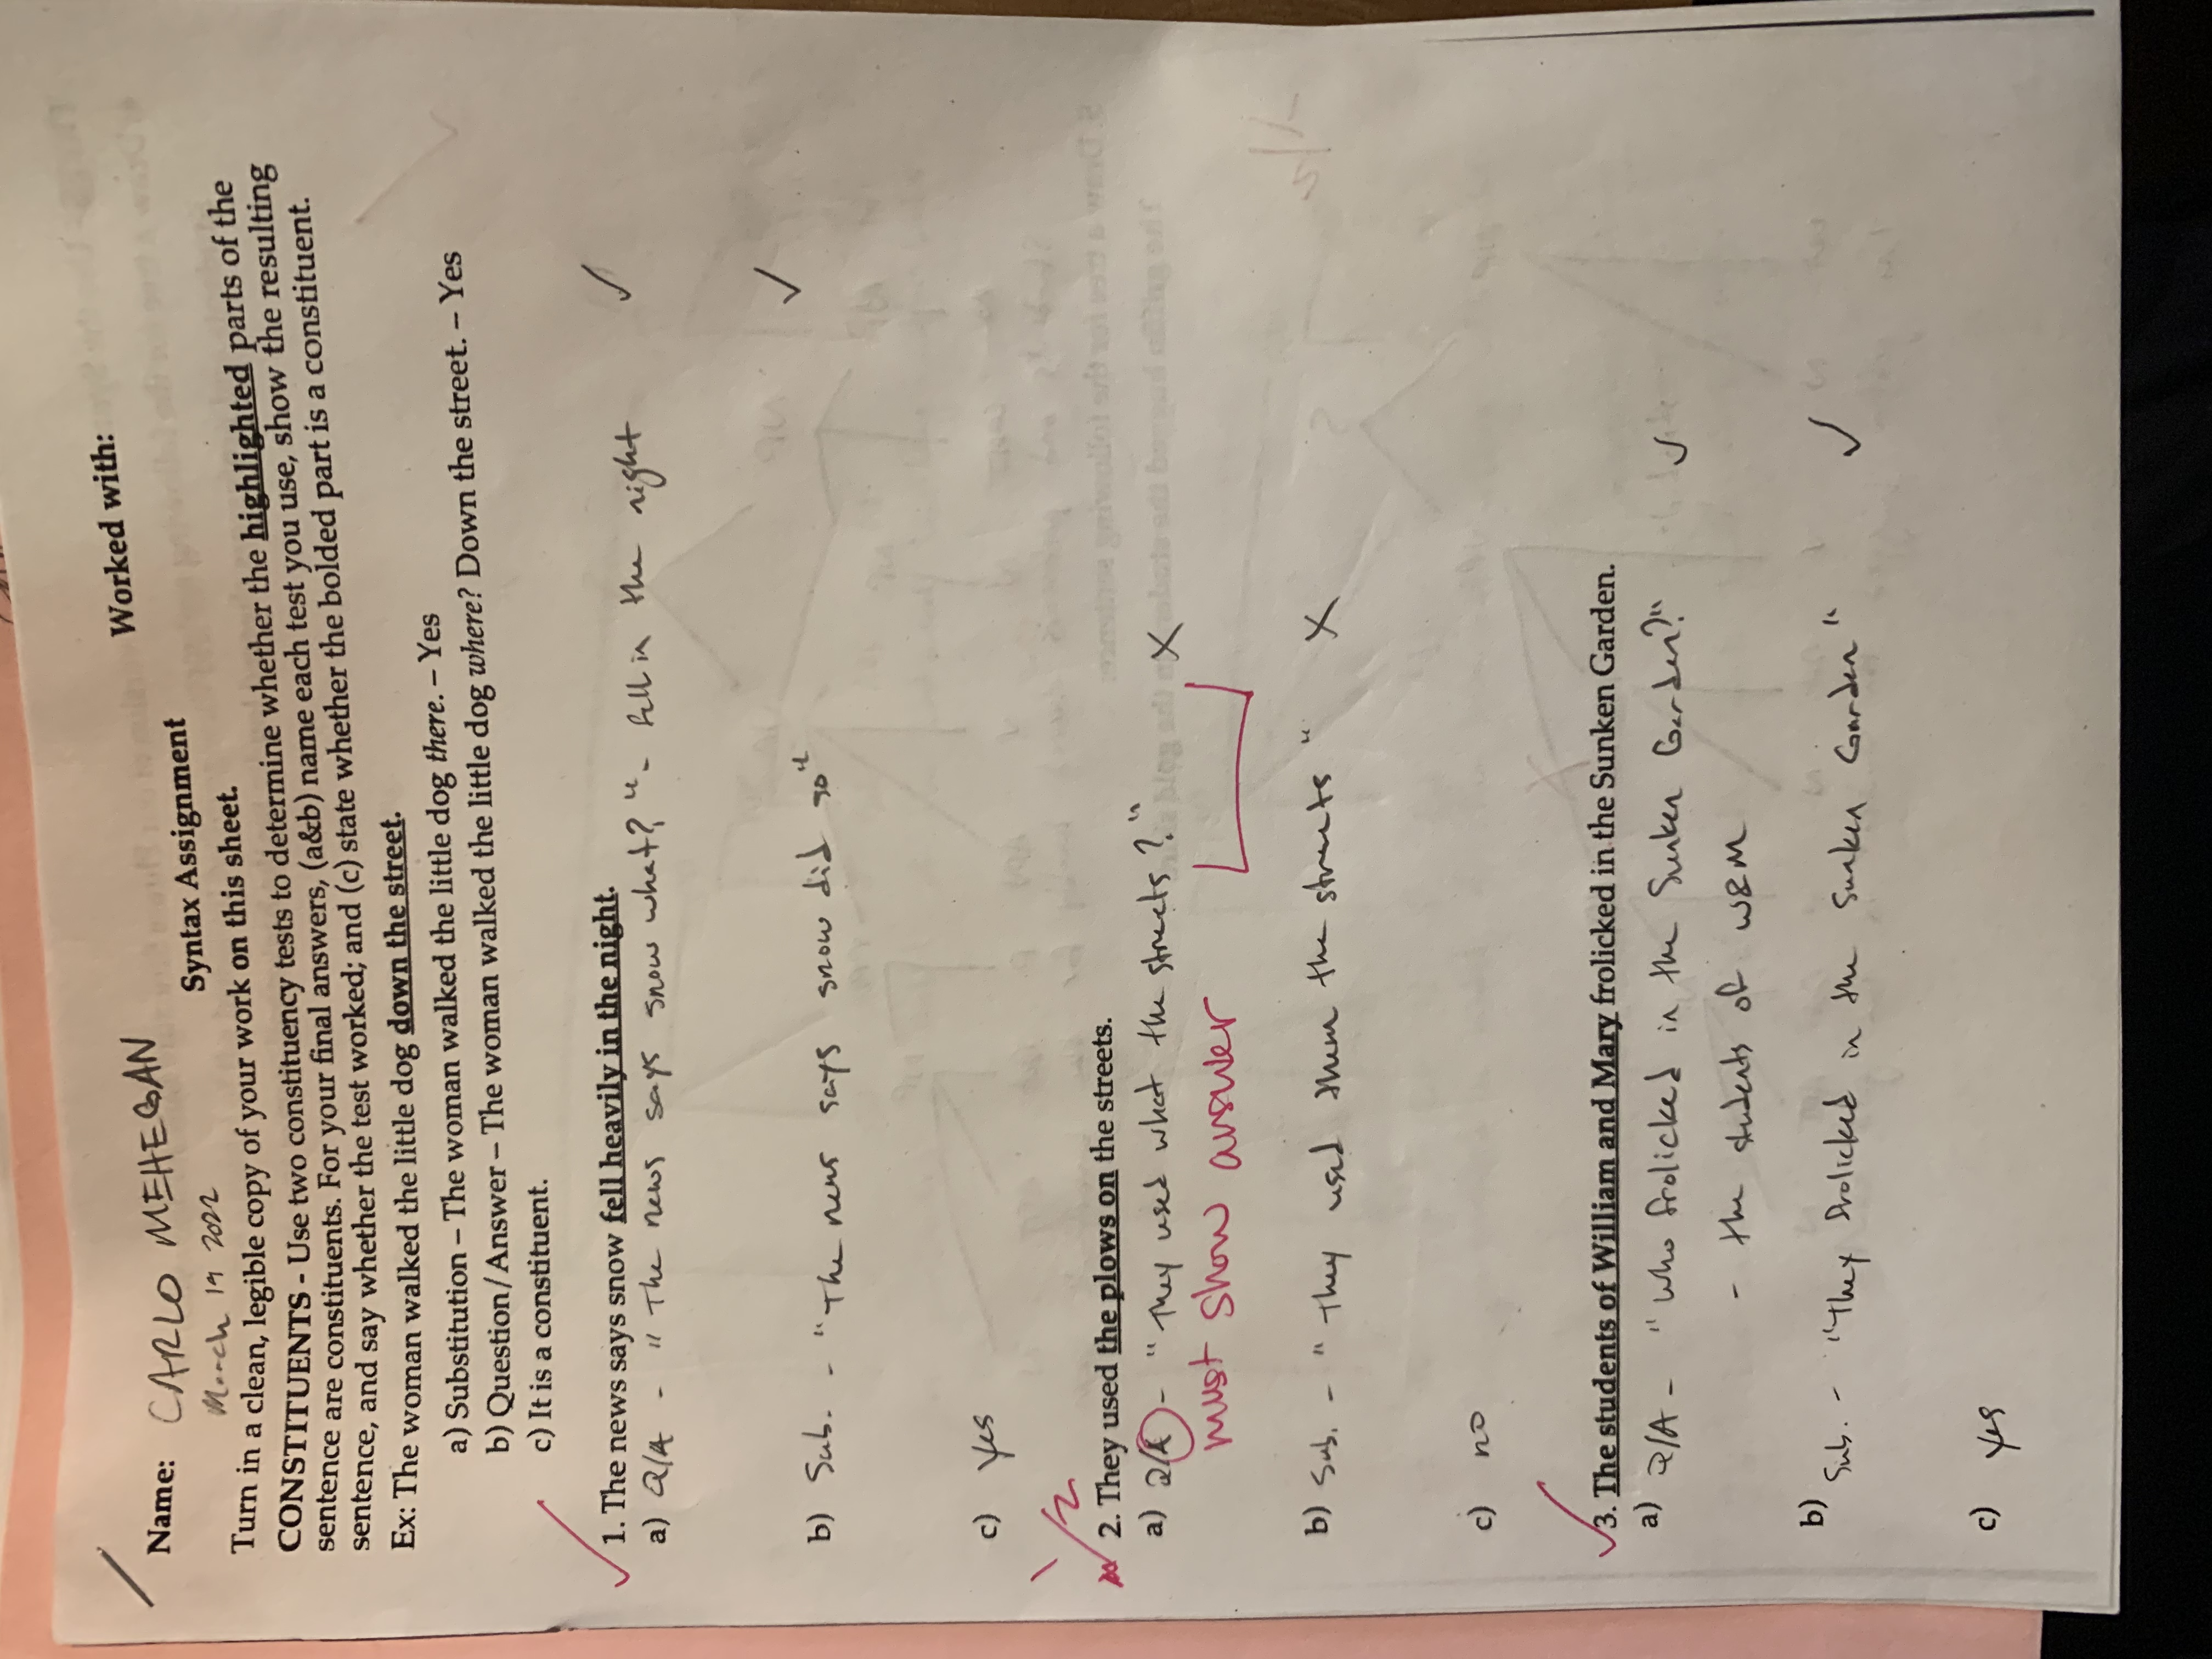 Worked with:
Name: CARLO MEHEGAN
March 19 2022
Syntax Assignment
Turn in a clean, legible copy of your work on this sheet.
CONSTITUENTS - Use two constituency tests to determine whether the highlighted parts of the
sentence are constituents. For your final answers, (a&b) name each test you use, show the resulting
sentence, and say whether the test worked; and (c) state whether the bolded part is a constituent.
Ex: The woman walked the little dog down the street.
a) Substitution – The woman walked the little dog there. – Yes
b) Question/Answer – The woman walked the little dog where? Down the street. – Yes
c) It is a constituent.
1. The news says snow fell heavily in the night.
a) Q/A - "The news says snow what?" - fell in the night ✓
b) Sub. - "The news says snow did so" ✓
c) yes
1/2
2. They used the plows on the streets.
a) Q/A - "They used what the streets?" X
must show answer
b) Sub. - "They used them the streets" X
c) no
3. The students of William and Mary frolicked in the Sunken Garden.
a) Q/A - "Who frolicked in the Sunken Garden?" ✓
- the students of W&M
b) Sub. - "They frolicked in the Sunken Garden" ✓
c) yes